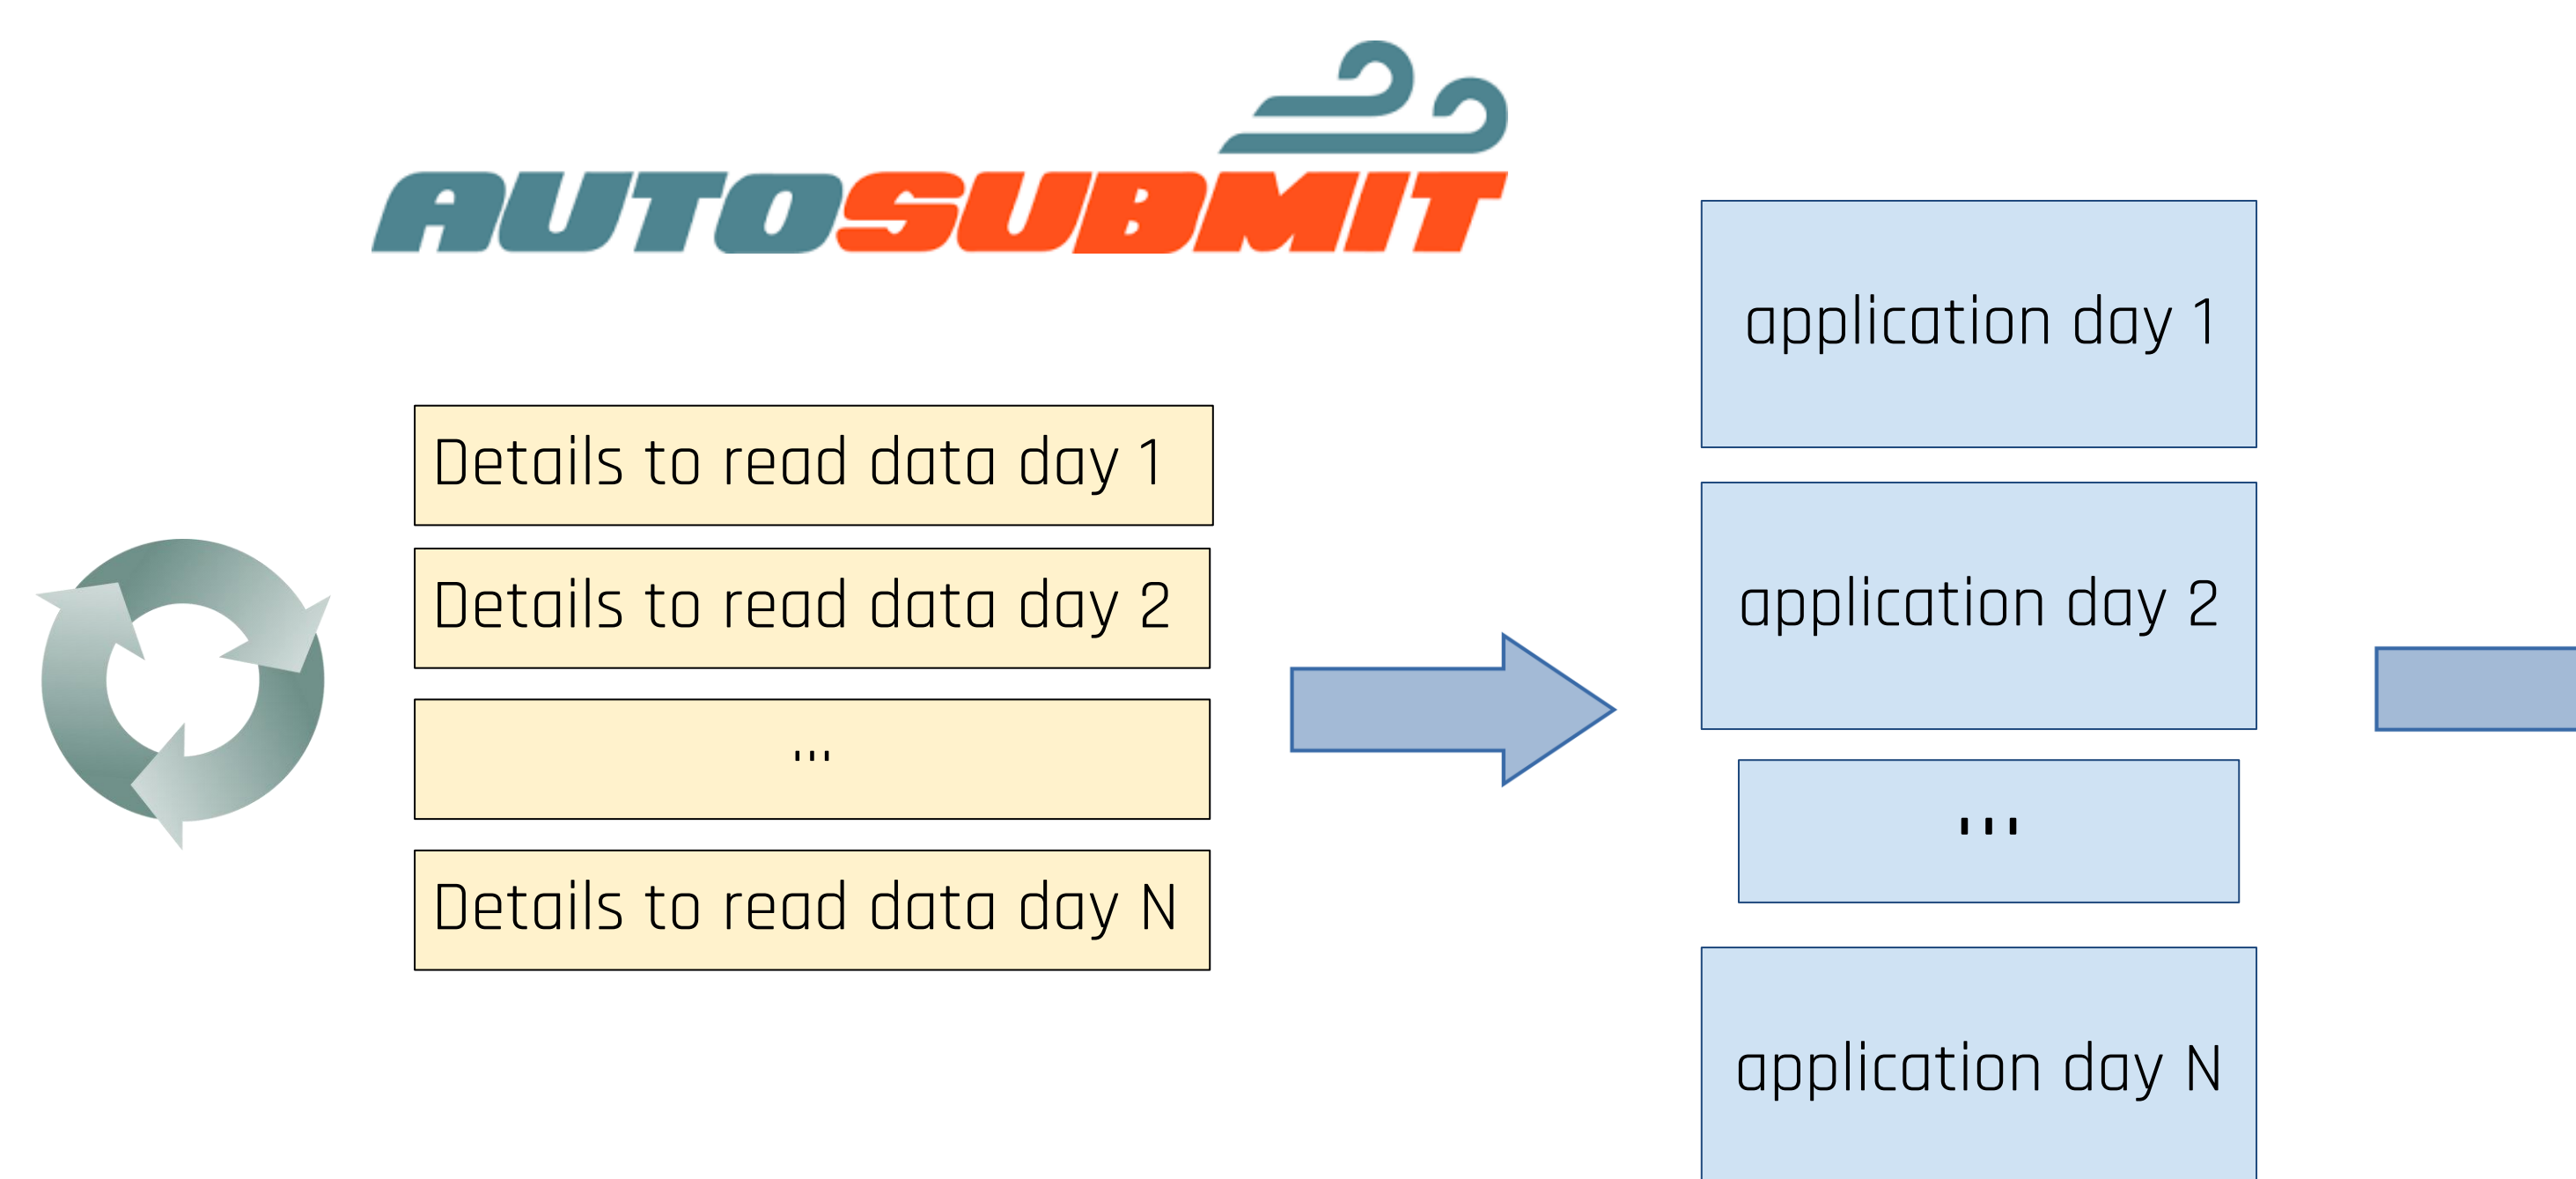 AUTOSUBMIT
Details to read data day 1
Details to read data day 2
...
Details to read data day N
application day 1
application day 2
...
application day N